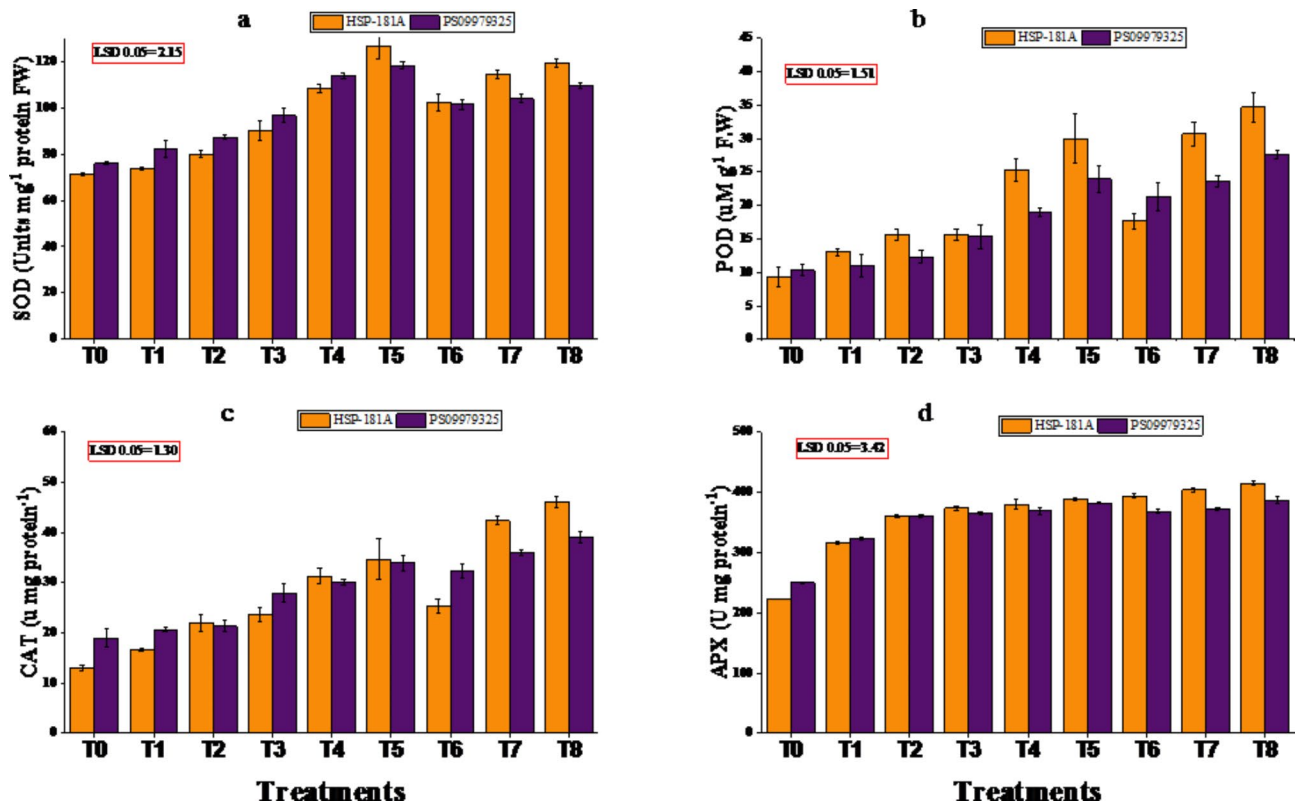 a
HSP-181A PS09979325
LSD 0.05=2.15
SOD (Units mg-1 protein FW)
120
100
80
60
40
20
0
T0 T1 T2 T3 T4 T5 T6 T7 T8
b
HSP-181A PS09979325
LSD 0.05=1.51
POD (uM g-1 F.W)
45
40
35
30
25
20
15
10
5
0
T0 T1 T2 T3 T4 T5 T6 T7 T8
c
HSP-181A PS09979325
LSD 0.05=1.30
CAT (u mg protein-1)
60
50
40
30
20
10
0
T0 T1 T2 T3 T4 T5 T6 T7 T8
Treatments
d
HSP-181A PS09979325
LSD 0.05=3.42
APX (U mg protein-1)
500
400
300
200
100
0
T0 T1 T2 T3 T4 T5 T6 T7 T8
Treatments